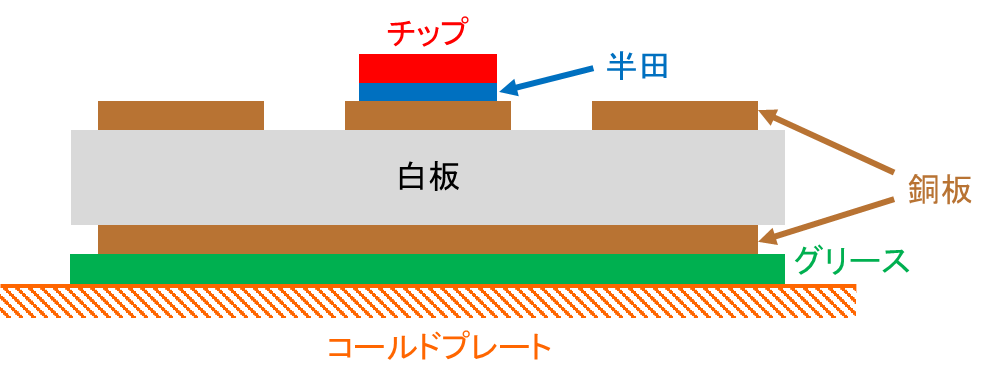 チップ
半田
白板
銅板
グリース
コールドプレート